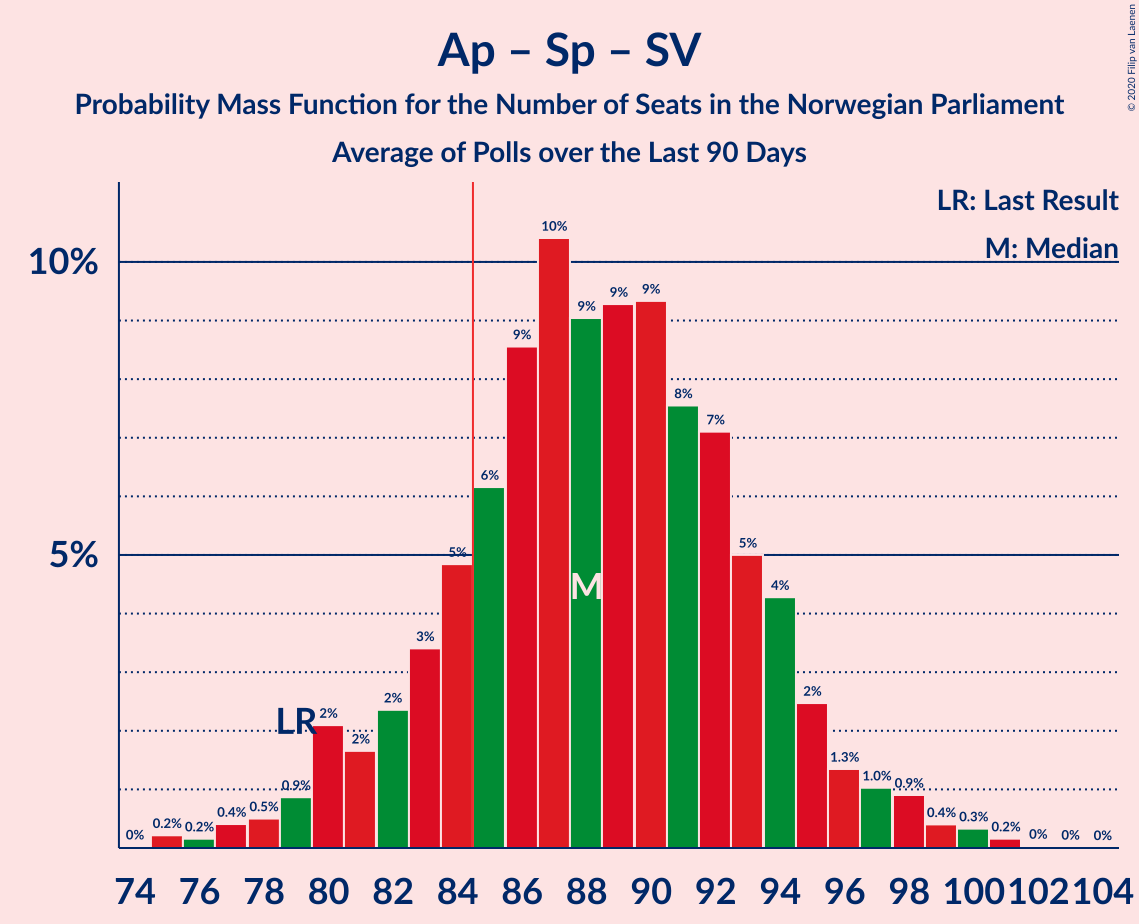 Ap – Sp – SV
Probability Mass Function for the Number of Seats in the Norwegian Parliament
Average of Polls over the Last 90 Days
© 2020 Filip van Laenen
LR: Last Result
M: Median
10%
5%
0% 0.2% 0.2% 0.4% 0.5% 0.9% 2% 2% 2% 3% 5% 6% 9% 10% 9% 9% 9% 8% 7% 5% 4% 2% 1.3% 1.0% 0.9% 0.4% 0.3% 0.2% 0% 0% 0%
LR
M
74 76 78 80 82 84 86 88 90 92 94 96 98 100 102 104